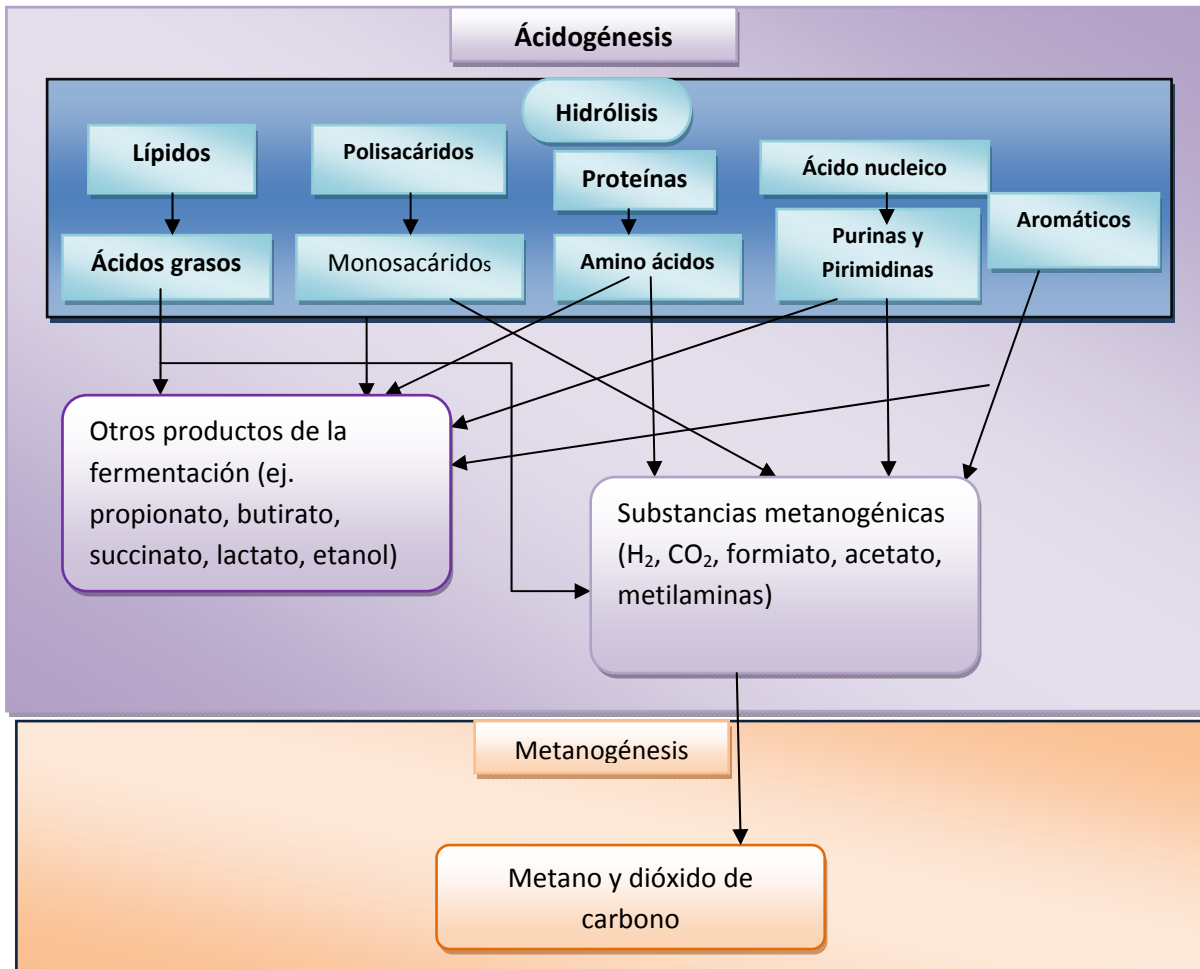 Ácidogénesis
Hidrólisis
Lípidos
Polisacáridos
Proteínas
Ácido nucleico
Aromáticos
Ácidos grasos
Monosacáridos
Amino ácidos
Purinas y
Pirimidinas
Otros productos de la
fermentación (ej.
propionato, butirato,
succinato, lactato, etanol)
Substancias metanogénicas
(H₂, CO₂, formiato, acetato,
metilaminas)
Metanogénesis
Metano y dióxido de
carbono